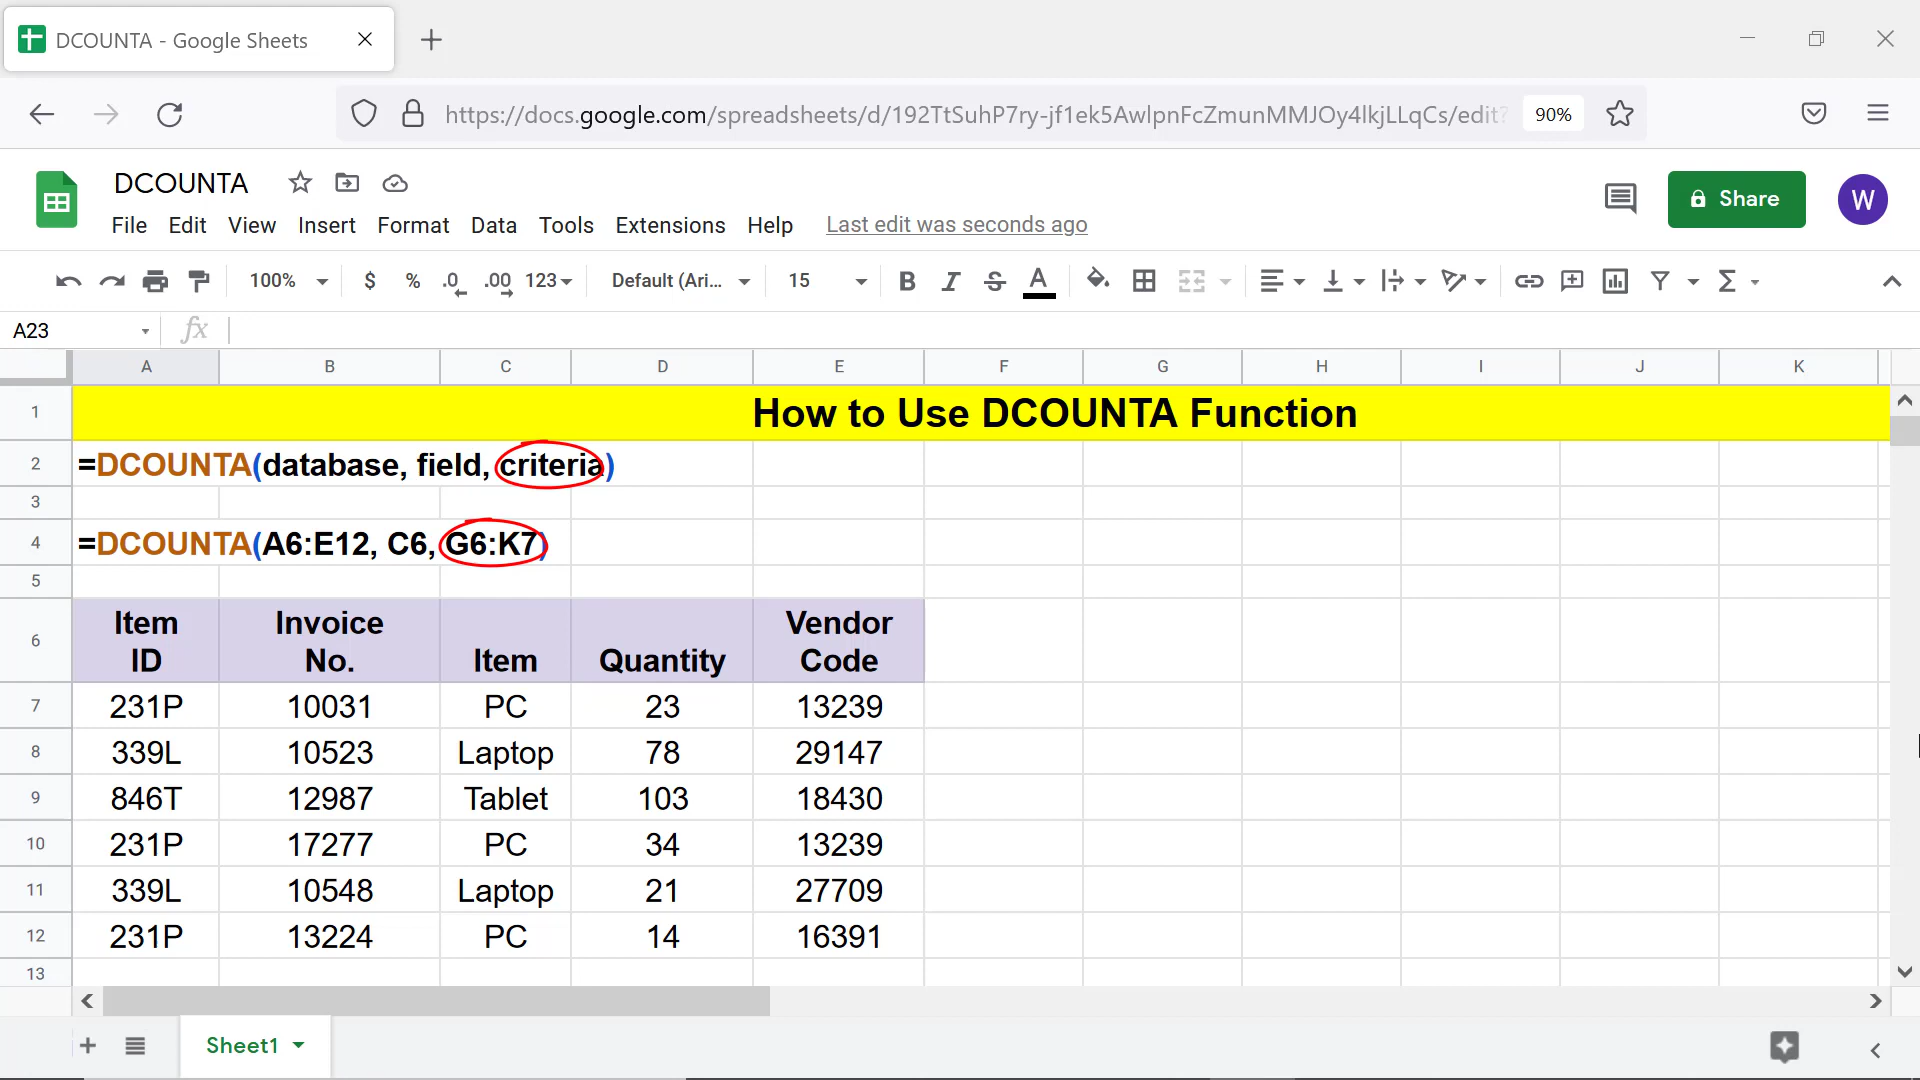 DCOUNTA - Google Sheets
https://docs.google.com/spreadsheets/d/192TtSuhP7ry-jf1ek5AwlpnFcZmunMMJOy4lkjLLqCs/edit? 90%
DCOUNTA
Share W
File Edit View Insert Format Data Tools Extensions Help Last edit was seconds ago
100% $ % .0 .00 123 Default (Ari... 15 B I S A Σ
A23 fx
A B C D E F G H I J K
1 How to Use DCOUNTA Function
2 =DCOUNTA(database, field, criteria)
3
4 =DCOUNTA(A6:E12, C6, G6:K7)
5
6 Item ID Invoice No. Item Quantity Vendor Code
7 231P 10031 PC 23 13239
8 339L 10523 Laptop 78 29147
9 846T 12987 Tablet 103 18430
10 231P 17277 PC 34 13239
11 339L 10548 Laptop 21 27709
12 231P 13224 PC 14 16391
13
Sheet1